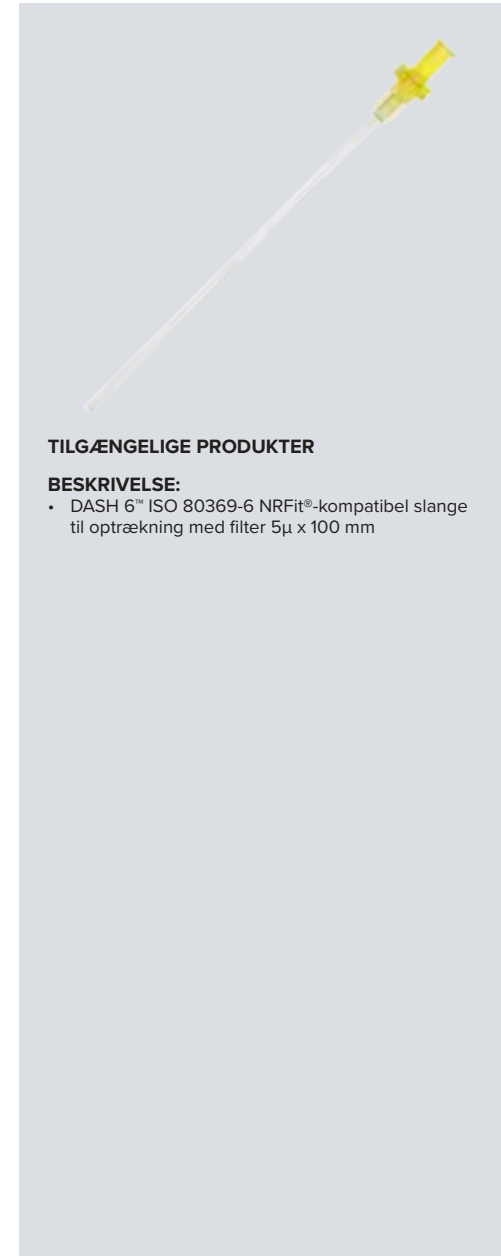 TILGÆNGELIGE PRODUKTER
BESKRIVELSE:
• DASH 6™ ISO 80369-6 NRFit®-kompatibel slange
til optrækning med filter 5µ x 100 mm